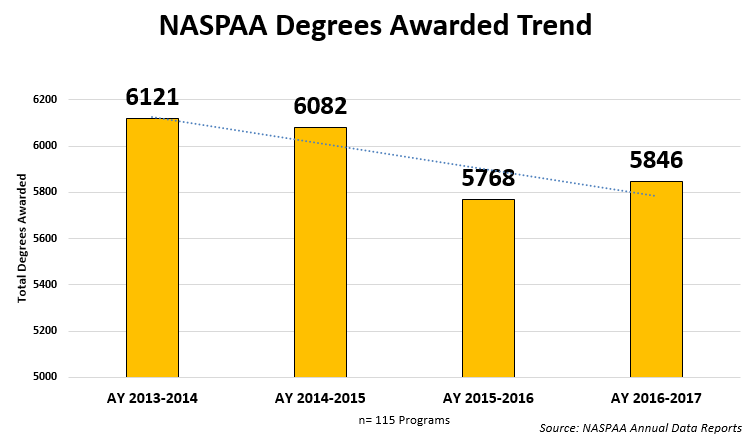 NASPAA Degrees Awarded Trend
Total Degrees Awarded
6200
6000
5800
5600
5400
5200
5000
6121
6082
5768
5846
AY 2013-2014
AY 2014-2015
AY 2015-2016
AY 2016-2017
n= 115 Programs
Source: NASPAA Annual Data Reports